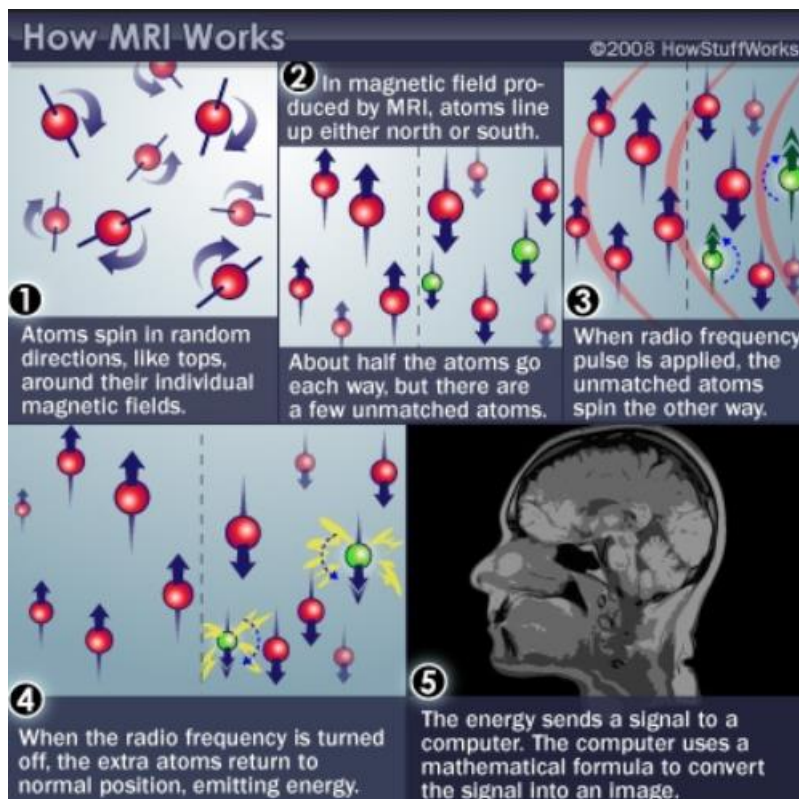 How MRI Works
©2008 HowStuffWorks
1
Atoms spin in random
directions, like tops,
around their individual
magnetic fields.
2
In magnetic field pro-
duced by MRI, atoms line
up either north or south.
About half the atoms go
each way, but there are
a few unmatched atoms.
3
When radio frequency
pulse is applied, the
unmatched atoms
spin the other way.
4
When the radio frequency is turned
off, the extra atoms return to
normal position, emitting energy.
5
The energy sends a signal to a
computer. The computer uses a
mathematical formula to convert
the signal into an image.